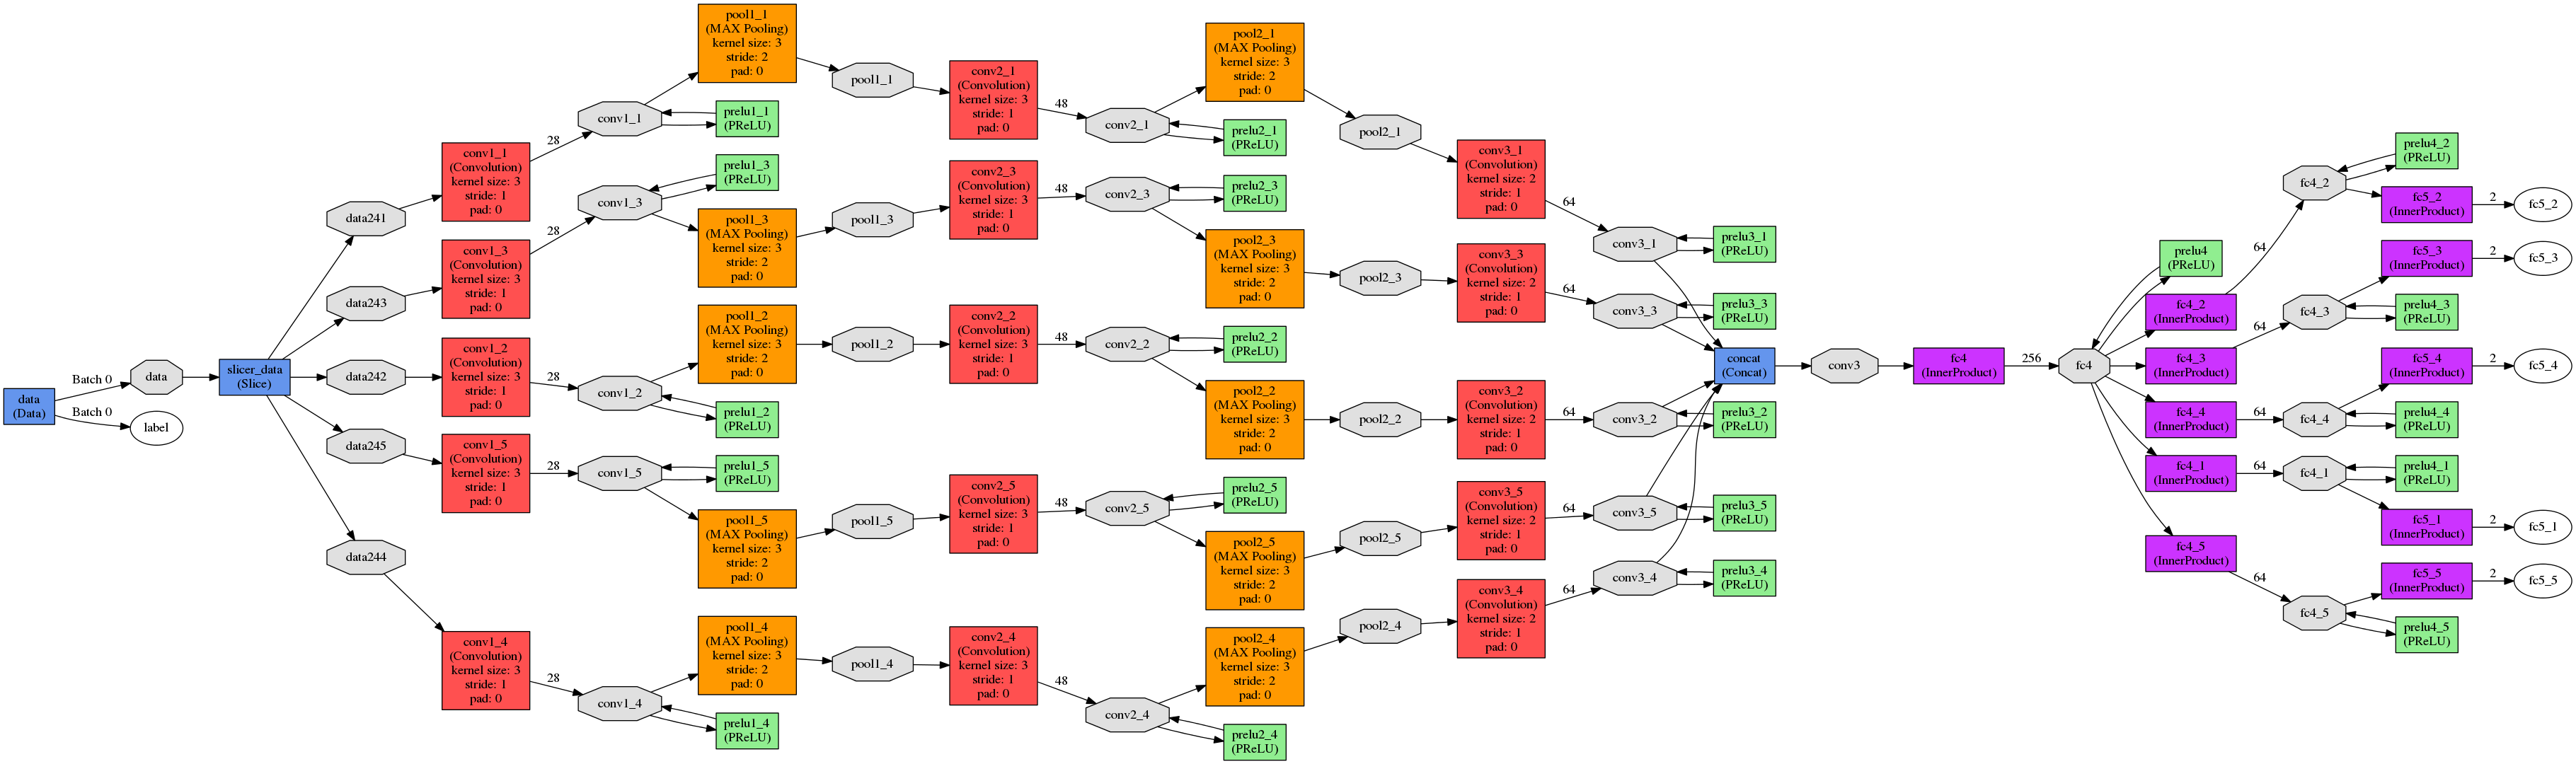 data
(Data)
Batch 0
Batch 0
data
label
slicer_data
(Slice)
data241
data243
data242
data245
data244
conv1_1
(Convolution)
kernel size: 3
stride: 1
pad: 0
conv1_3
(Convolution)
kernel size: 3
stride: 1
pad: 0
conv1_2
(Convolution)
kernel size: 3
stride: 1
pad: 0
conv1_5
(Convolution)
kernel size: 3
stride: 1
pad: 0
conv1_4
(Convolution)
kernel size: 3
stride: 1
pad: 0
28
28
28
28
28
conv1_1
conv1_3
conv1_2
conv1_5
conv1_4
pool1_1
(MAX Pooling)
kernel size: 3
stride: 2
pad: 0
prelu1_1
(PReLU)
prelu1_3
(PReLU)
pool1_3
(MAX Pooling)
kernel size: 3
stride: 2
pad: 0
pool1_2
(MAX Pooling)
kernel size: 3
stride: 2
pad: 0
prelu1_2
(PReLU)
prelu1_5
(PReLU)
pool1_5
(MAX Pooling)
kernel size: 3
stride: 2
pad: 0
pool1_4
(MAX Pooling)
kernel size: 3
stride: 2
pad: 0
prelu1_4
(PReLU)
pool1_1
pool1_3
pool1_2
pool1_5
pool1_4
conv2_1
(Convolution)
kernel size: 3
stride: 1
pad: 0
conv2_3
(Convolution)
kernel size: 3
stride: 1
pad: 0
conv2_2
(Convolution)
kernel size: 3
stride: 1
pad: 0
conv2_5
(Convolution)
kernel size: 3
stride: 1
pad: 0
conv2_4
(Convolution)
kernel size: 3
stride: 1
pad: 0
48
48
48
48
48
conv2_1
conv2_3
conv2_2
conv2_5
conv2_4
pool2_1
(MAX Pooling)
kernel size: 3
stride: 2
pad: 0
prelu2_1
(PReLU)
prelu2_3
(PReLU)
pool2_3
(MAX Pooling)
kernel size: 3
stride: 2
pad: 0
prelu2_2
(PReLU)
pool2_2
(MAX Pooling)
kernel size: 3
stride: 2
pad: 0
prelu2_5
(PReLU)
pool2_5
(MAX Pooling)
kernel size: 3
stride: 2
pad: 0
pool2_4
(MAX Pooling)
kernel size: 3
stride: 2
pad: 0
prelu2_4
(PReLU)
pool2_1
pool2_3
pool2_2
pool2_5
pool2_4
conv3_1
(Convolution)
kernel size: 2
stride: 1
pad: 0
conv3_3
(Convolution)
kernel size: 2
stride: 1
pad: 0
conv3_2
(Convolution)
kernel size: 2
stride: 1
pad: 0
conv3_5
(Convolution)
kernel size: 2
stride: 1
pad: 0
conv3_4
(Convolution)
kernel size: 2
stride: 1
pad: 0
64
64
64
64
64
conv3_1
conv3_3
conv3_2
conv3_5
conv3_4
prelu3_1
(PReLU)
prelu3_3
(PReLU)
concat
(Concat)
prelu3_2
(PReLU)
prelu3_5
(PReLU)
prelu3_4
(PReLU)
conv3
fc4
(InnerProduct)
256
fc4
prelu4
(PReLU)
fc4_2
(InnerProduct)
fc4_3
(InnerProduct)
fc4_4
(InnerProduct)
fc4_1
(InnerProduct)
fc4_5
(InnerProduct)
64
64
64
64
64
fc4_2
fc4_3
fc4_4
fc4_1
fc4_5
prelu4_2
(PReLU)
fc5_2
(InnerProduct)
fc5_3
(InnerProduct)
prelu4_3
(PReLU)
fc5_4
(InnerProduct)
prelu4_4
(PReLU)
prelu4_1
(PReLU)
fc5_1
(InnerProduct)
fc5_5
(InnerProduct)
prelu4_5
(PReLU)
2
2
2
2
2
fc5_2
fc5_3
fc5_4
fc5_1
fc5_5